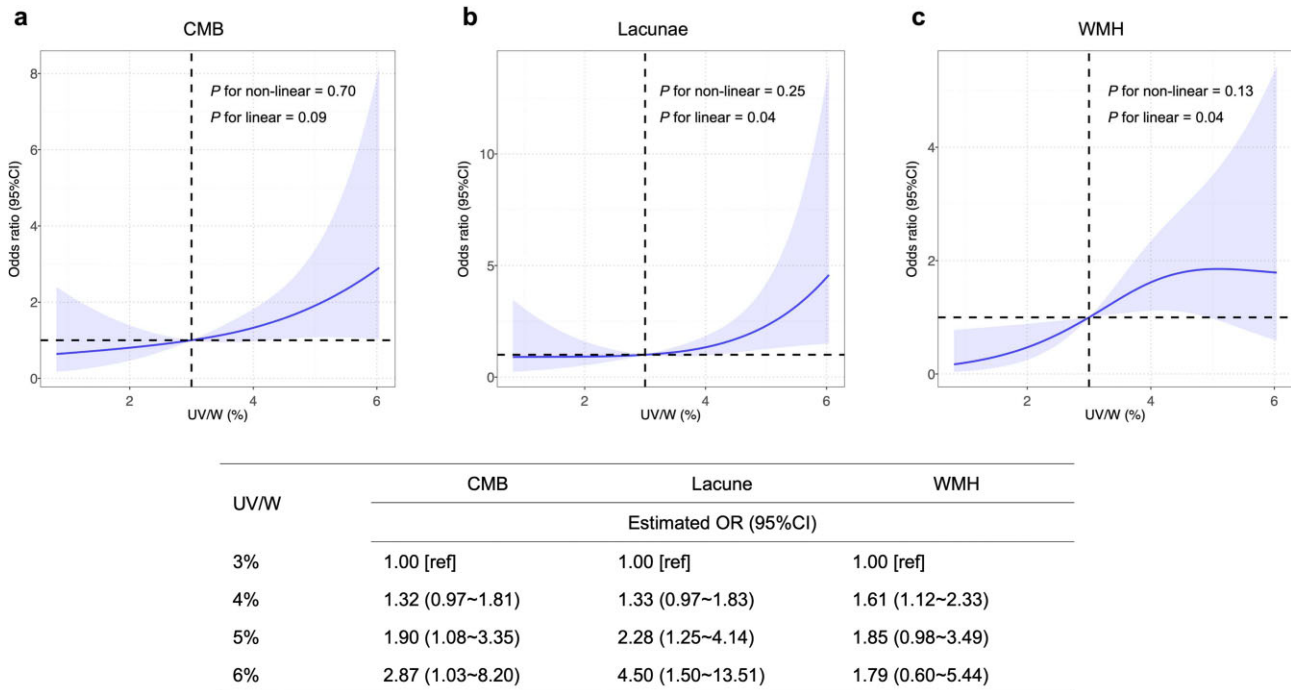 a
CMB
P for non-linear = 0.70
P for linear = 0.09
Odds ratio (95%CI)
8
6
4
2
0
2
4
6
UV/W (%)
b
Lacunae
P for non-linear = 0.25
P for linear = 0.04
Odds ratio (95%CI)
10
5
0
2
4
6
UV/W (%)
c
WMH
P for non-linear = 0.13
P for linear = 0.04
Odds ratio (95%CI)
4
2
0
2
4
6
UV/W (%)
UV/W CMB Lacune WMH
Estimated OR (95%CI)
3% 1.00 [ref] 1.00 [ref] 1.00 [ref]
4% 1.32 (0.97~1.81) 1.33 (0.97~1.83) 1.61 (1.12~2.33)
5% 1.90 (1.08~3.35) 2.28 (1.25~4.14) 1.85 (0.98~3.49)
6% 2.87 (1.03~8.20) 4.50 (1.50~13.51) 1.79 (0.60~5.44)